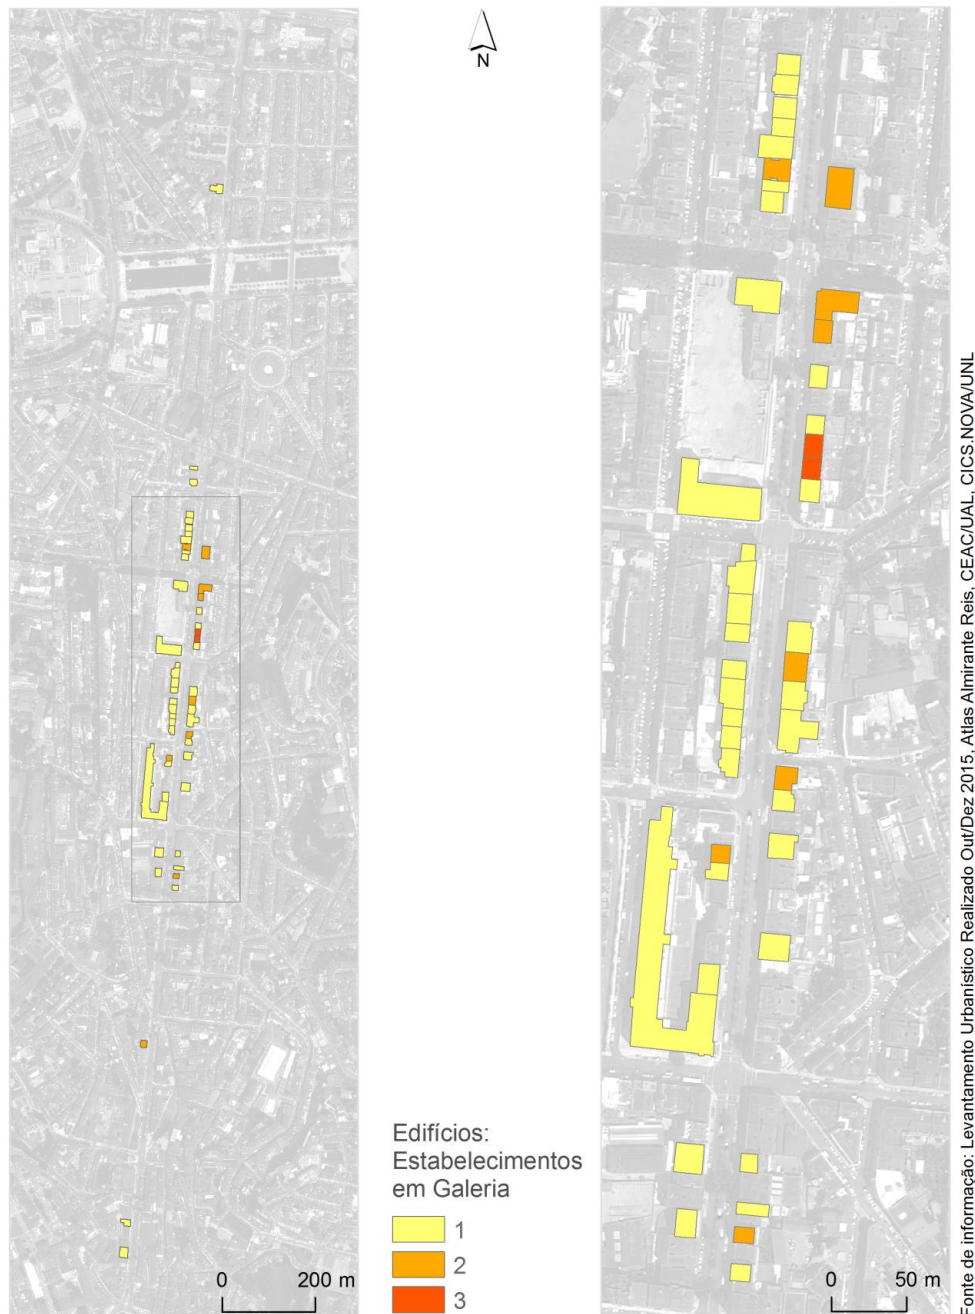 N
Edifícios:
Estabelecimentos
em Galeria
1
2
3
0 200 m
0 50 m
Fonte de informação: Levantamento Urbanístico Realizado Out/Dez 2015, Atlas Almirante Reis, CEAC/UAL, CICS.NOVA/UNL